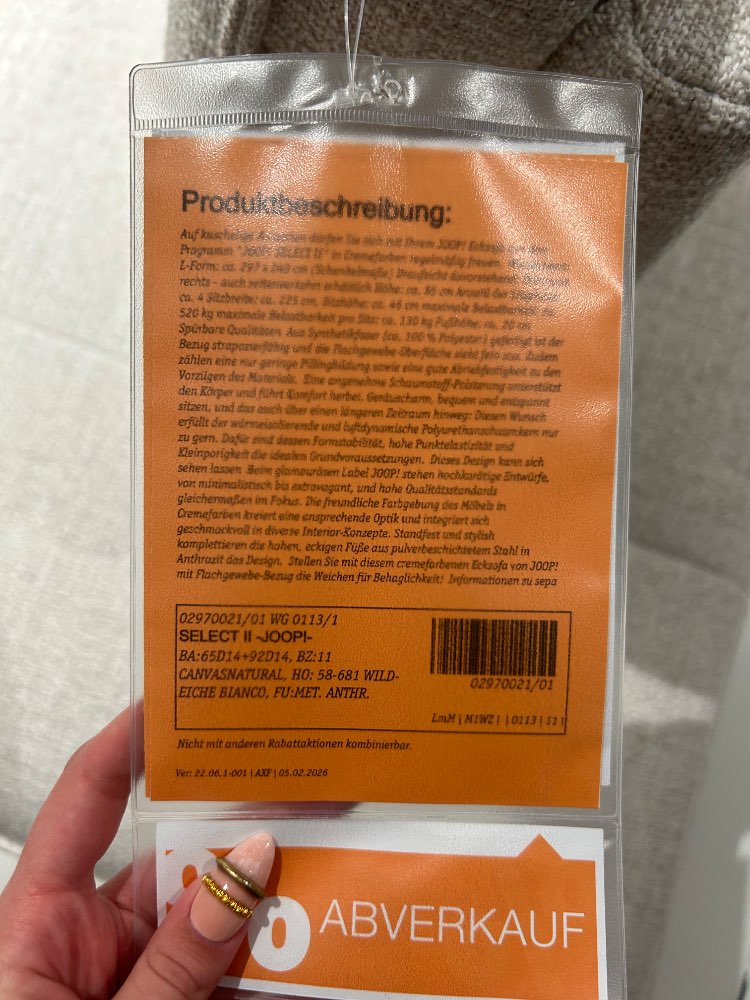 Produktbeschreibung:
Auf kuschelige dürfen Sie sich mit Ihrem JOOP! Ecksofa
Programm "JOOP! SELECT II" in Cremefarben regelmäßig freuen.
L-Form: ca. 297 x (Schenkelmaße) Draufsicht davorstehend:
rechts - auch seitenverkehrt erhältlich Höhe: ca. 85 cm Anzahl der Sitzplätze:
ca. 4 Sitzbreite: ca. 225 cm, Sitzhöhe: ca. 46 cm maximale Belastbarkeit: ca.
520 kg maximale Belastbarkeit pro Sitz: ca. 130 kg Fußhöhe: ca. 20 cm
Spürbare Qualitäten. Aus Synthetikfaser (ca. 100 % Polyester) gefertigt ist der
Bezug strapazierfähig und die Flachgewebe-Oberfläche sieht fein aus. Zudem
zählen eine nur geringe Pillingbildung sowie eine gute Abriebfestigkeit zu den
Vorzügen des Materials. Eine angenehme Schaumstoff-Polsterung unterstützt
den Körper und führt Komfort herbei. Geräuscharm, bequem und entspannt
sitzen, und das auch über einen längeren Zeitraum hinweg: Diesen Wunsch
erfüllt der wärmeisolierende und luftdynamische Polyurethanschaumkern nur
zu gern. Dafür sind dessen Formstabilität, hohe Punktelastizität und
Kleinporigkeit die idealen Grundvoraussetzungen. Dieses Design kann sich
sehen lassen. Beim glamourösen Label JOOP! stehen hochkarätige Entwürfe,
von minimalistisch bis extravagant, und hohe Qualitätsstandards
gleichermaßen im Fokus. Die freundliche Farbgebung des Möbels in
Cremefarben kreiert eine ansprechende Optik und integriert sich
geschmackvoll in diverse Interior-Konzepte. Standfest und stylish
komplettieren die hohen, eckigen Füße aus pulverbeschichtetem Stahl in
Anthrazit das Design. Stellen Sie mit diesem cremefarbenen Ecksofa von JOOP!
mit Flachgewebe-Bezug die Weichen für Behaglichkeit! Informationen zu sepa
02970021/01 WG 0113/1
SELECT II -JOOP!-
BA:65D14+92D14, BZ:11
CANVASNATURAL, HO: 58-681 WILD-
EICHE BIANCO, FU:MET. ANTHR.
02970021/01
LmM | M1WZ | | 0113 | 11 |
Nicht mit anderen Rabattaktionen kombinierbar.
Ver: 22.06.1-001 | AXF | 05.02.2026
% ABVERKAUF